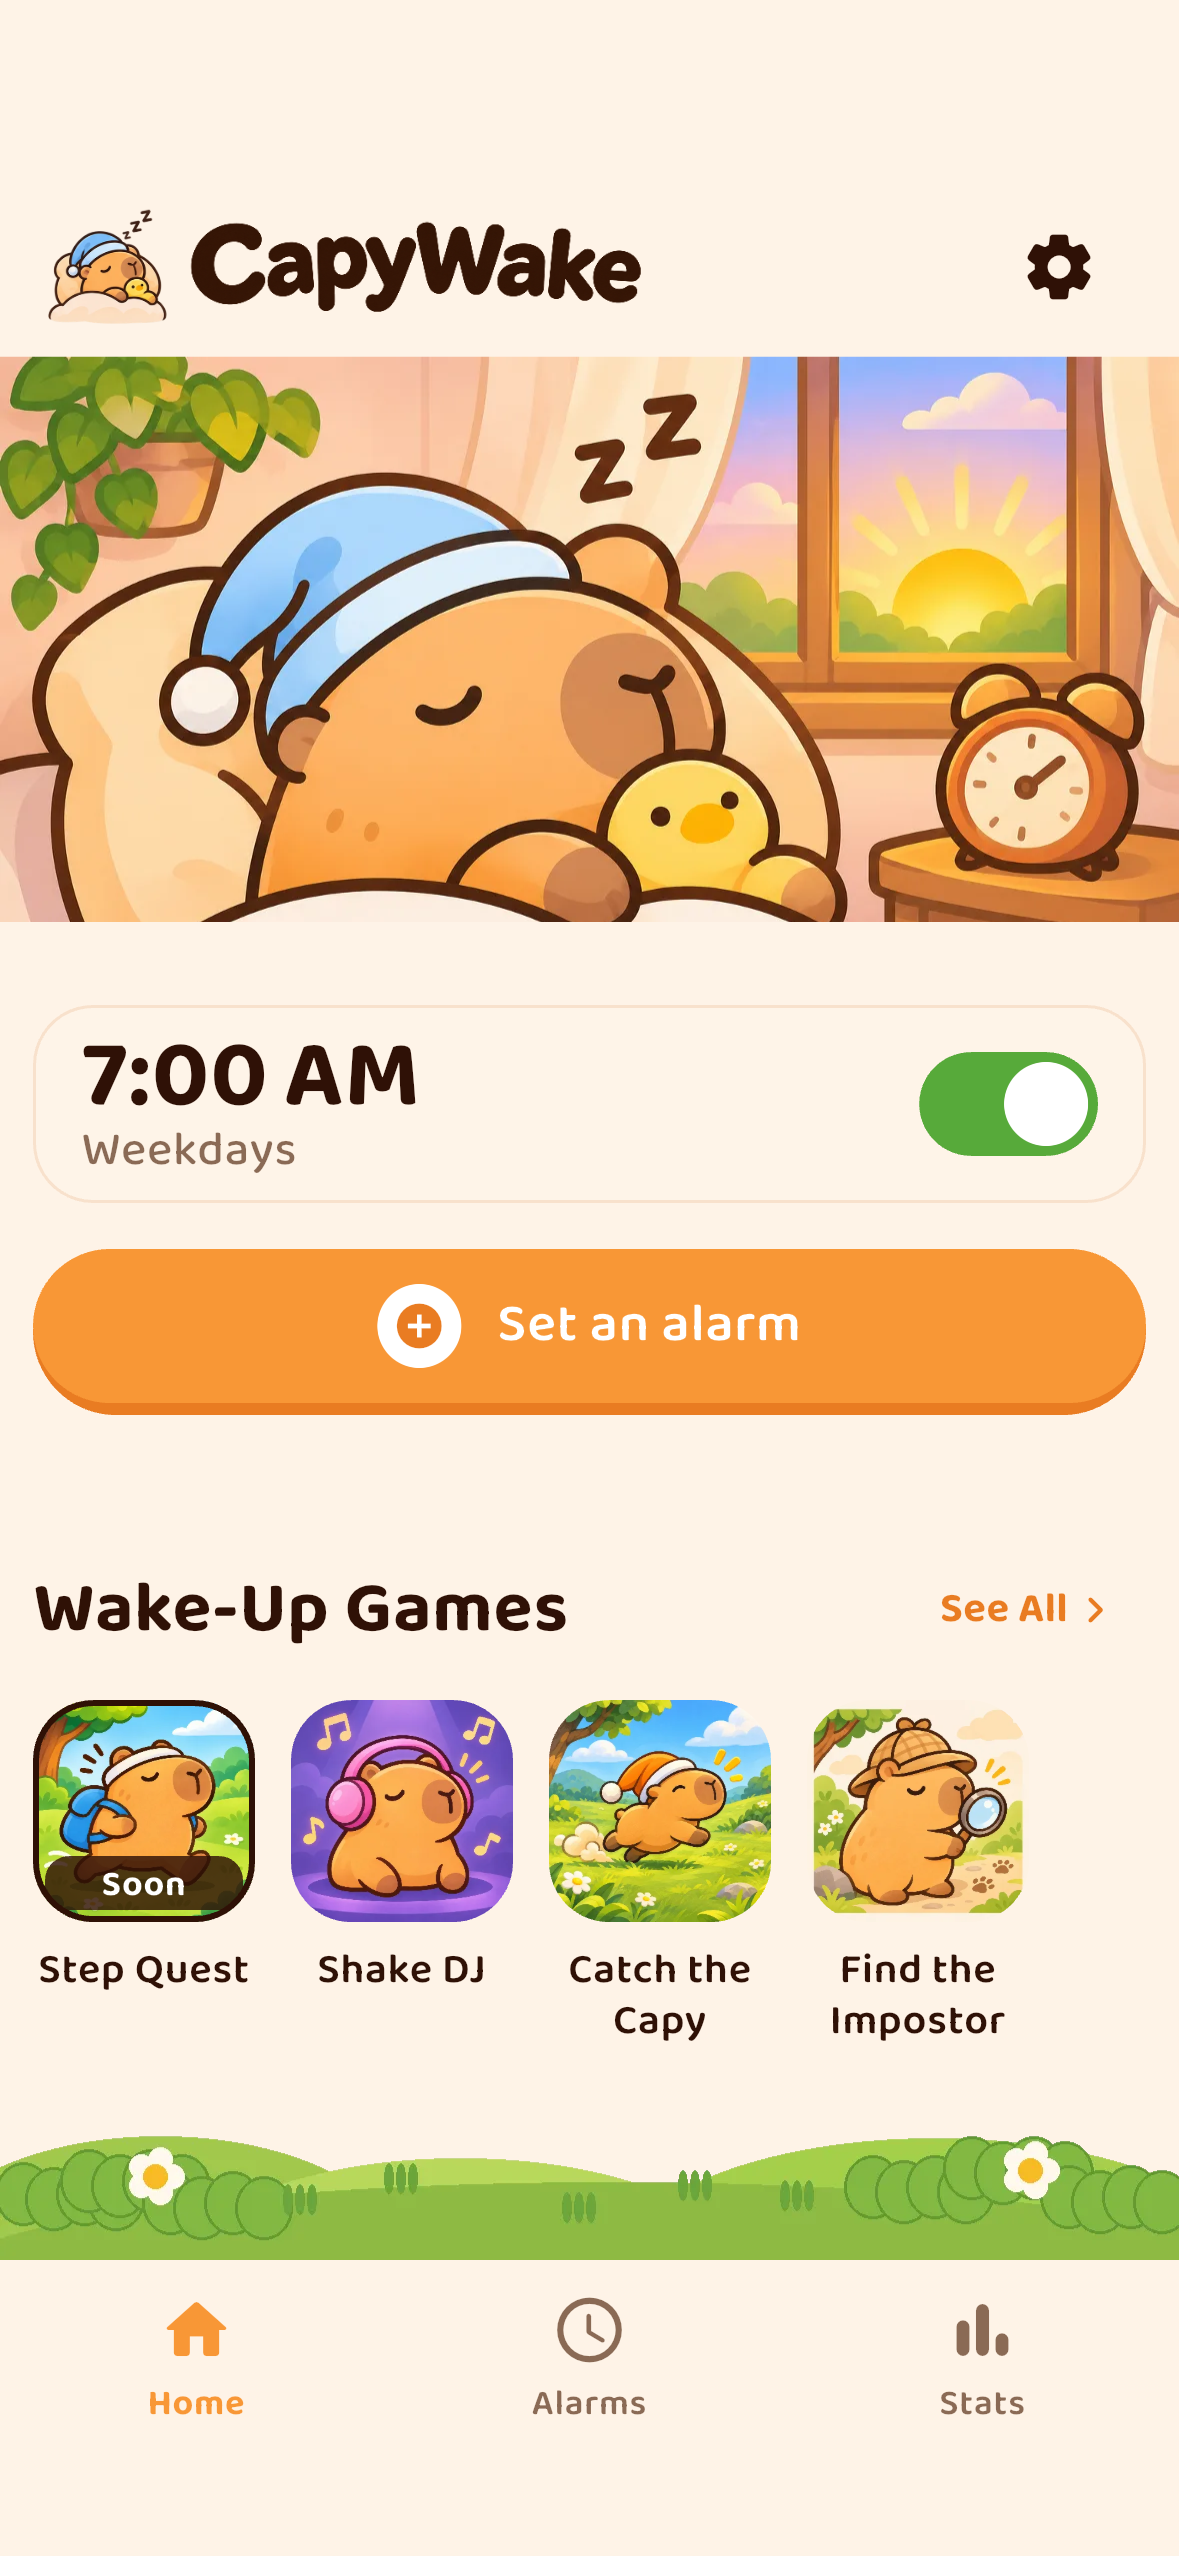 z z z
CapyWake
z z
7:00 AM
Weekdays
Set an alarm
Wake-Up Games
See All
Soon
Step Quest
Shake DJ
Catch the
Capy
Find the
Impostor
Home
Alarms
Stats